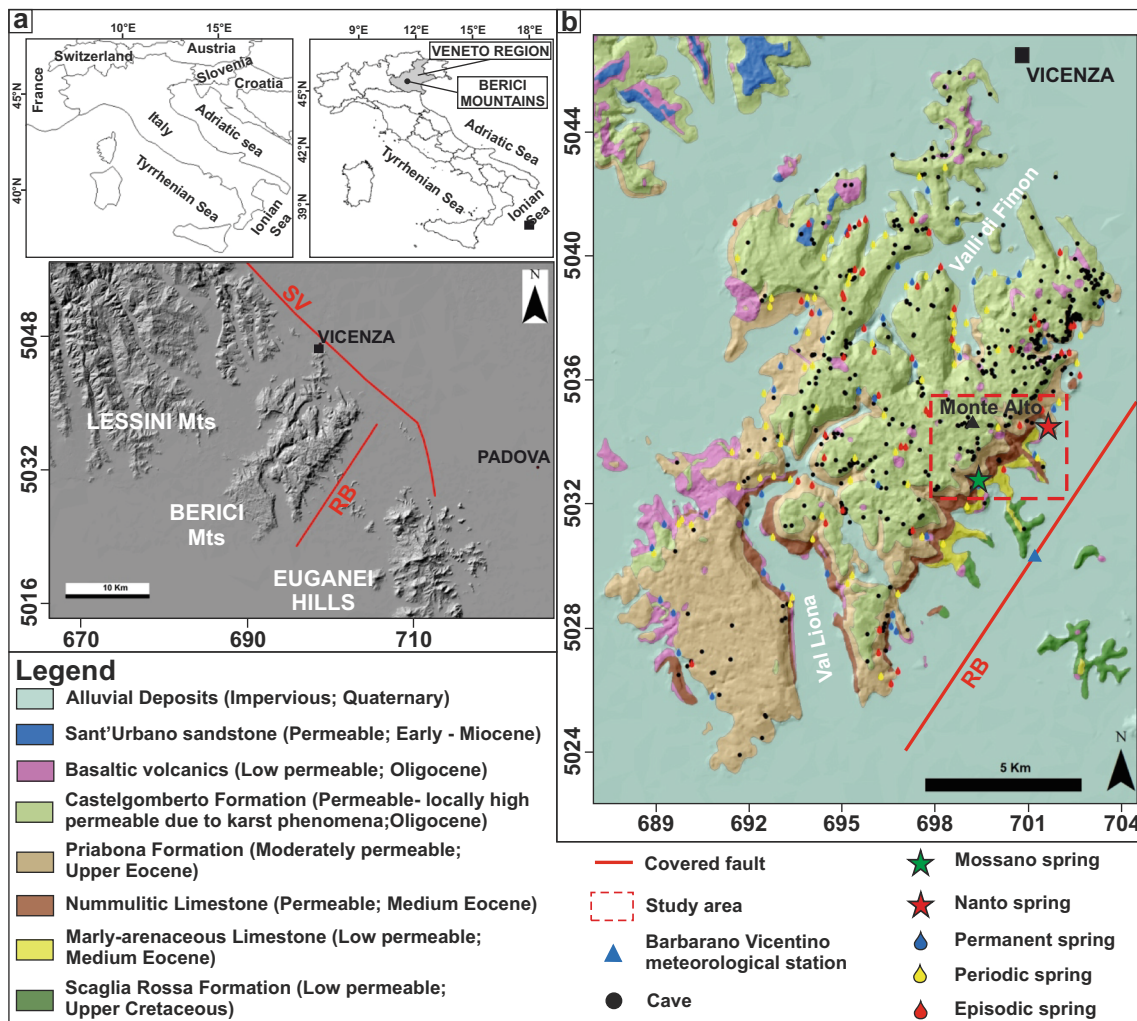 a
10°E
15°E
Switzerland
Austria
Slovenia
Croatia
France
Italy
Adriatic sea
Tyrrhenian Sea
Ionian Sea
45°N
40°N
9°E
12°E
15°E
18°E
VENETO REGION
BERICI
MOUNTAINS
Adriatic Sea
Tyrrhenian Sea
Ionian
Sea
45°N
42°N
39°N
N
SV
VICENZA
LESSINI Mts
PADOVA
RB
BERICI
Mts
EUGANEI
HILLS
10 Km
5048
5032
5016
670
690
711
b
VICENZA
Valli di Fimon
Monte Alto
Val Liona
RB
N
5 Km
5044
5040
5036
5032
5028
5024
689
692
695
698
701
704
Legend
Alluvial Deposits (Impervious; Quaternary)
Sant'Urbano sandstone (Permeable; Early - Miocene)
Basaltic volcanics (Low permeable; Oligocene)
Castelgomberto Formation (Permeable- locally high
permeable due to karst phenomena;Oligocene)
Priabona Formation (Moderately permeable;
Upper Eocene)
Nummulitic Limestone (Permeable; Medium Eocene)
Marly-arenaceous Limestone (Low permeable;
Medium Eocene)
Scaglia Rossa Formation (Low permeable;
Upper Cretaceous)
Covered fault
Study area
Barbarano Vicentino
meteorological station
Cave
Mossano spring
Nanto spring
Permanent spring
Periodic spring
Episodic spring